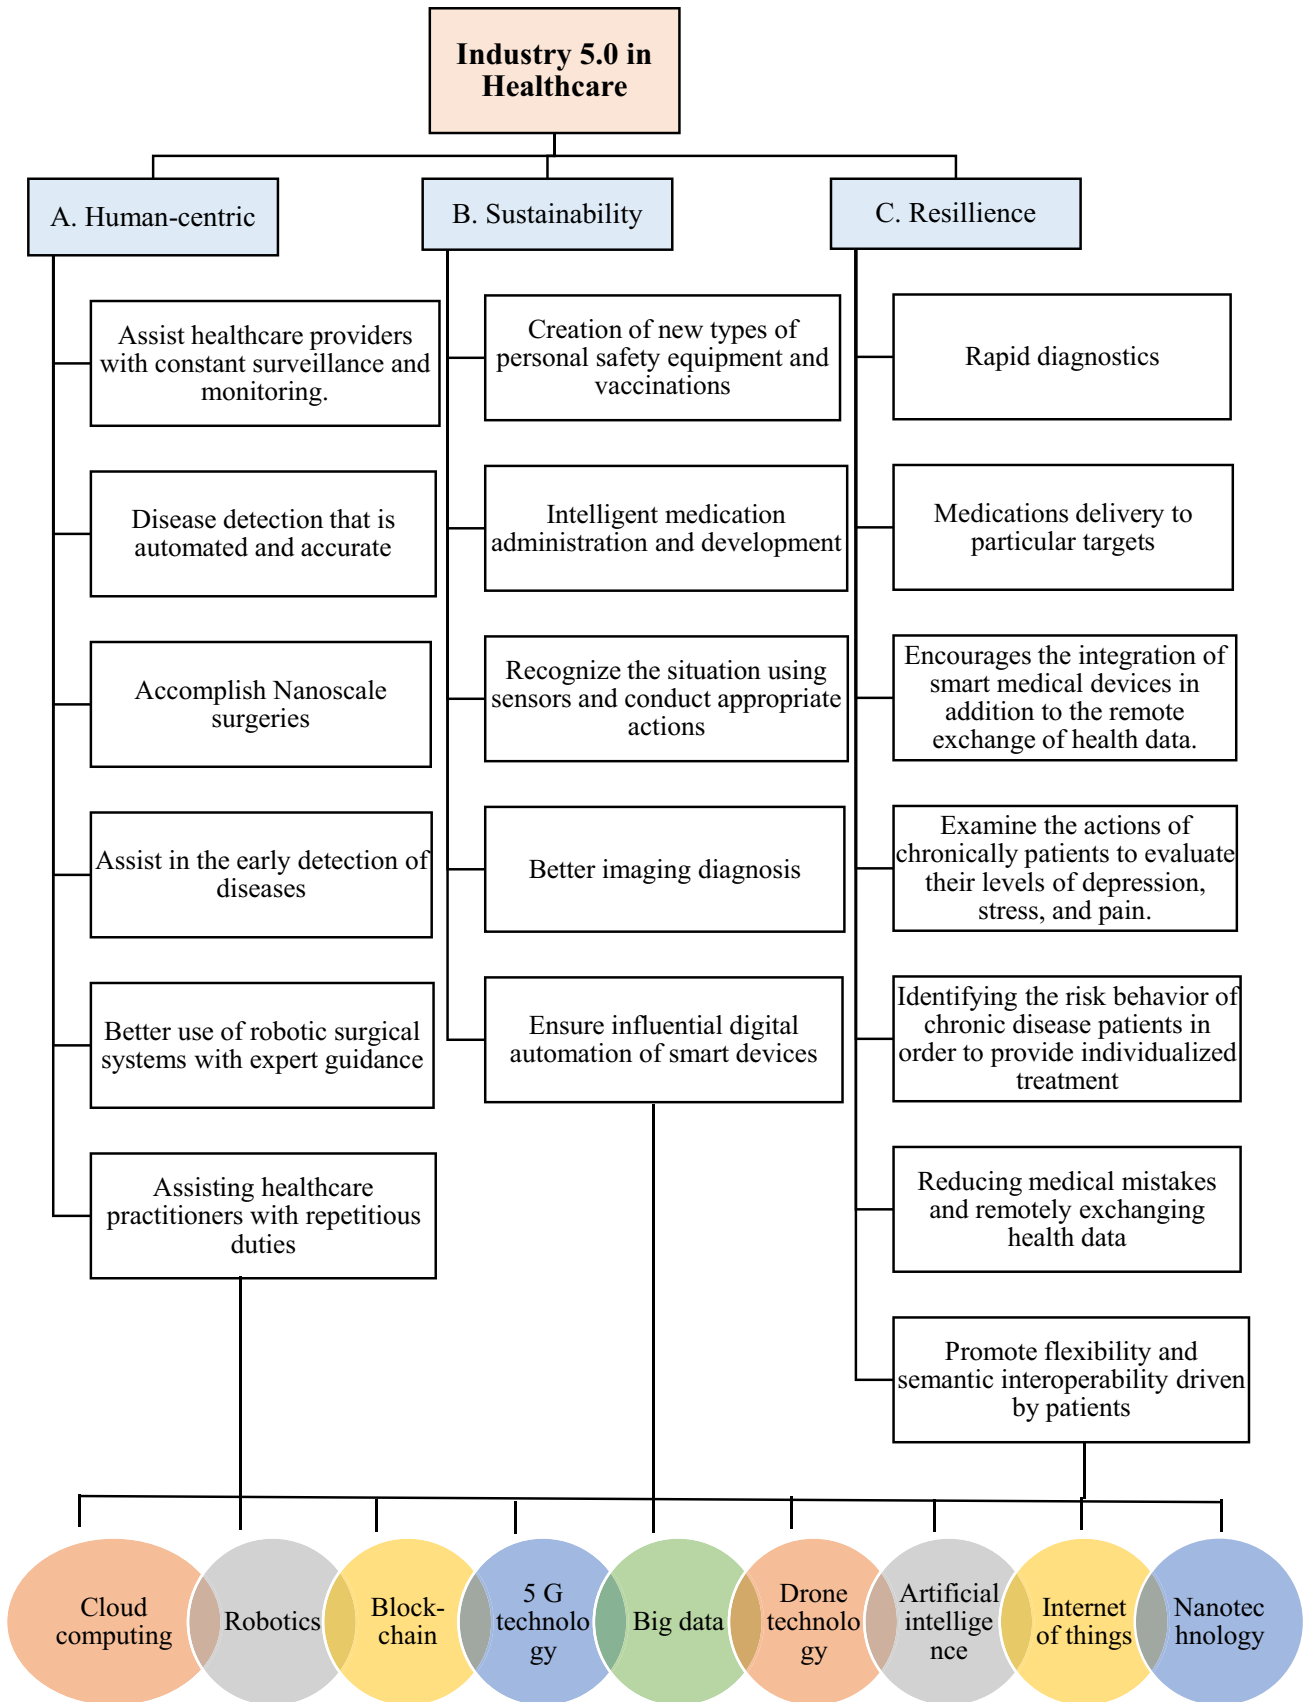 Industry 5.0 in
Healthcare
A. Human-centric
B. Sustainability
C. Resillience
Assist healthcare providers
with constant surveillance and
monitoring.
Disease detection that is
automated and accurate
Accomplish Nanoscale
surgeries
Assist in the early detection of
diseases
Better use of robotic surgical
systems with expert guidance
Assisting healthcare
practitioners with repetitious
duties
Creation of new types of
personal safety equipment and
vaccinations
Intelligent medication
administration and development
Recognize the situation using
sensors and conduct appropriate
actions
Better imaging diagnosis
Ensure influential digital
automation of smart devices
Rapid diagnostics
Medications delivery to
particular targets
Encourages the integration of
smart medical devices in
addition to the remote
exchange of health data.
Examine the actions of
chronically patients to evaluate
their levels of depression,
stress, and pain.
Identifying the risk behavior of
chronic disease patients in
order to provide individualized
treatment
Reducing medical mistakes
and remotely exchanging
health data
Promote flexibility and
semantic interoperability driven
by patients
Cloud
computing
Robotics
Block-
chain
5 G
technolo
gy
Big data
Drone
technolo
gy
Artificial
intellige
nce
Internet
of things
Nanotec
hnology